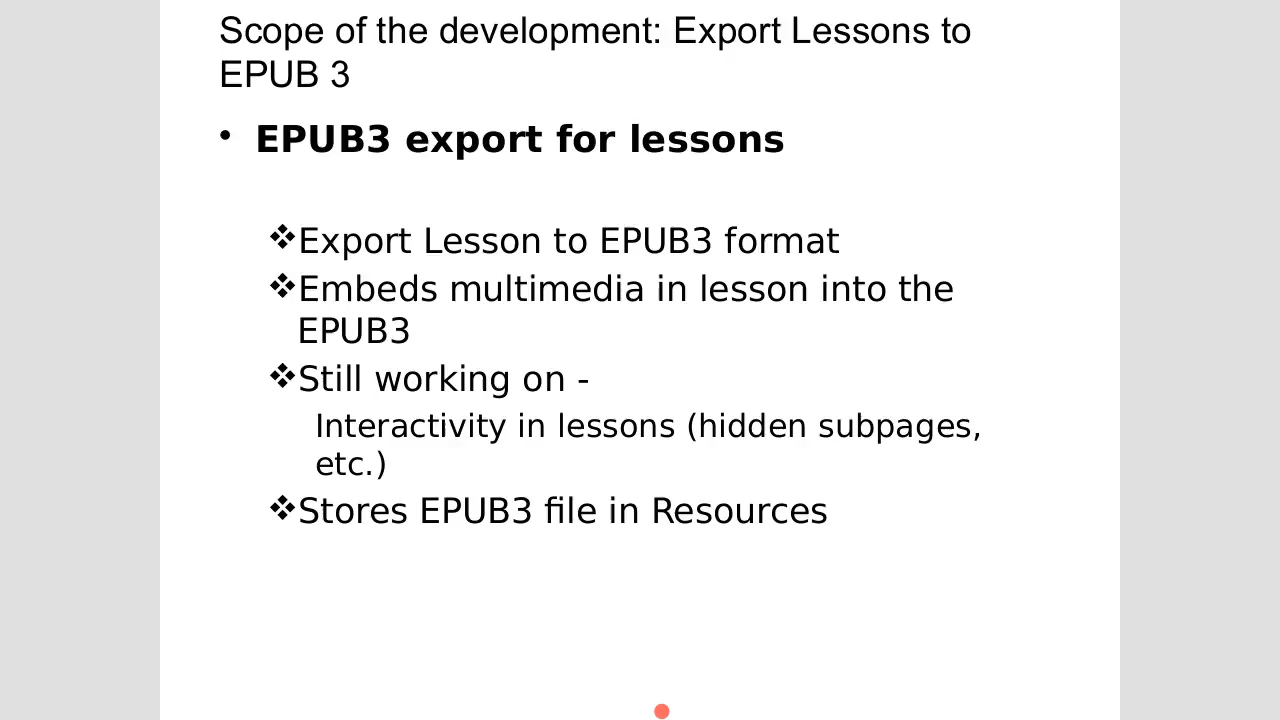 Scope of the development: Export Lessons to
EPUB 3
• EPUB3 export for lessons
❖Export Lesson to EPUB3 format
❖Embeds multimedia in lesson into the
EPUB3
❖Still working on -
Interactivity in lessons (hidden subpages,
etc.)
❖Stores EPUB3 file in Resources